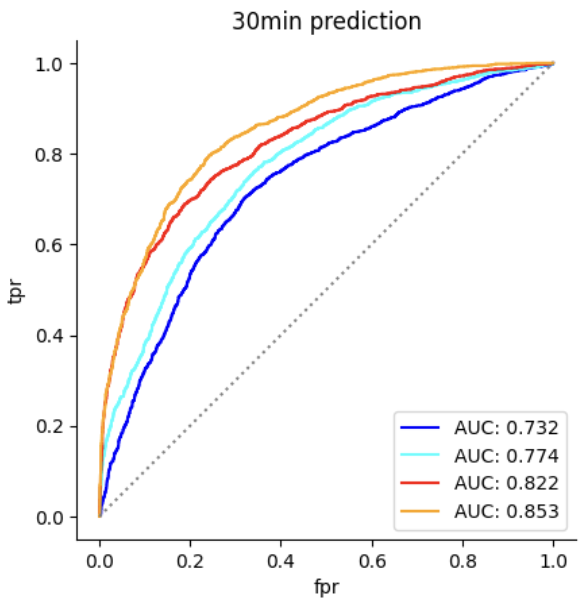 30min prediction
tpr
1.0
0.8
0.6
0.4
0.2
0.0
AUC: 0.732
AUC: 0.774
AUC: 0.822
AUC: 0.853
0.0 0.2 0.4 0.6 0.8 1.0
fpr